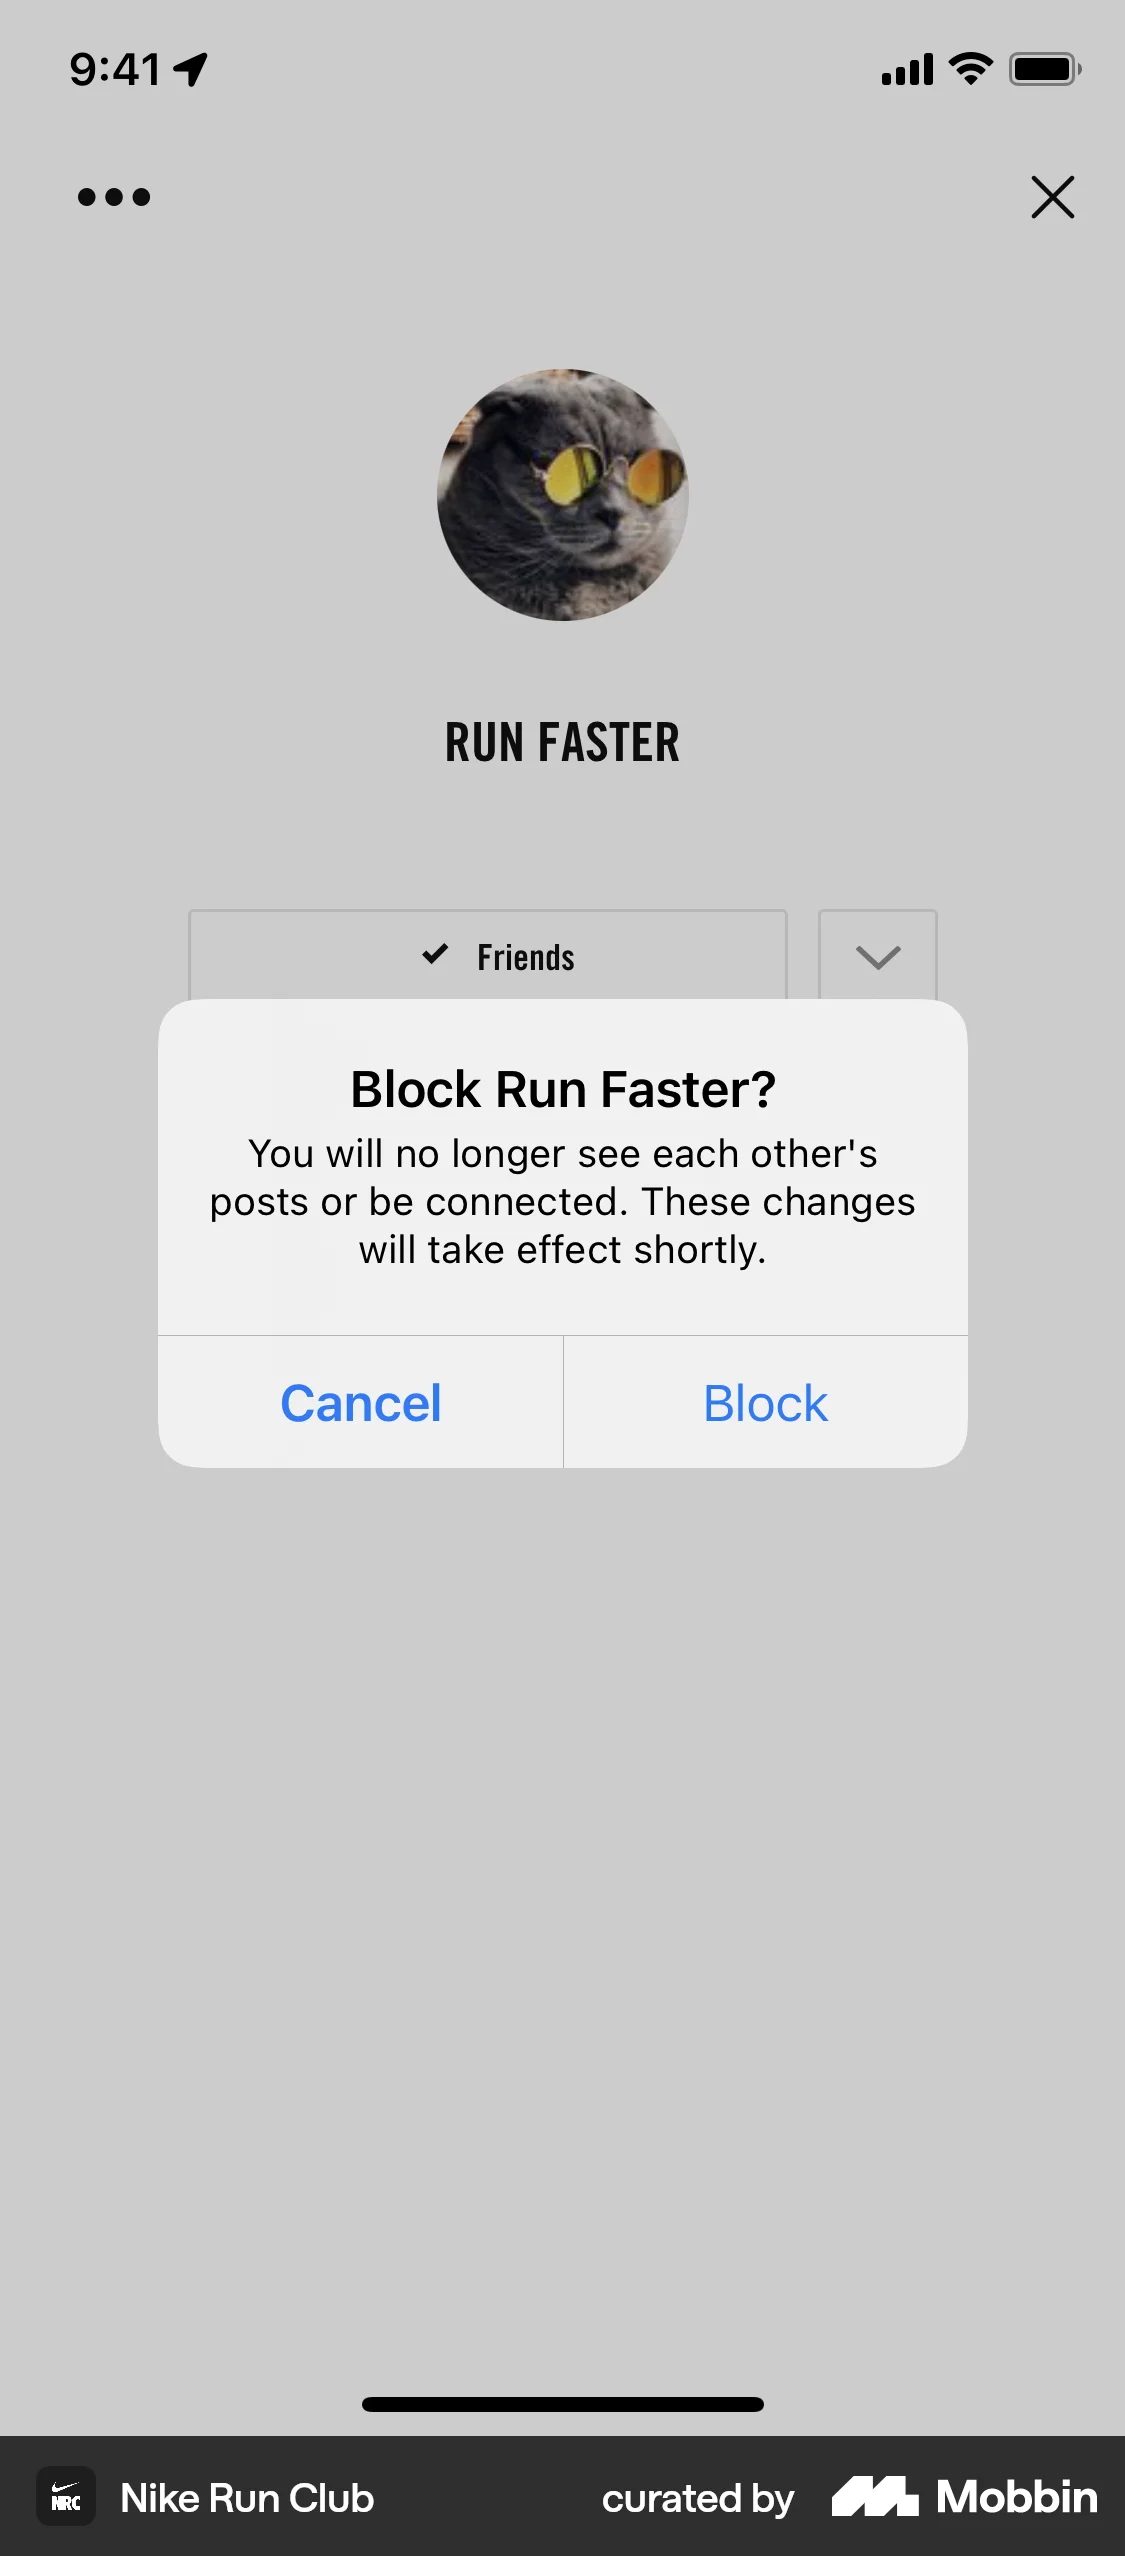 9:41
RUN FASTER
Friends
Block Run Faster?
You will no longer see each other's
posts or be connected. These changes
will take effect shortly.
Cancel
Block
NRC
Nike Run Club
curated by
Mobbin